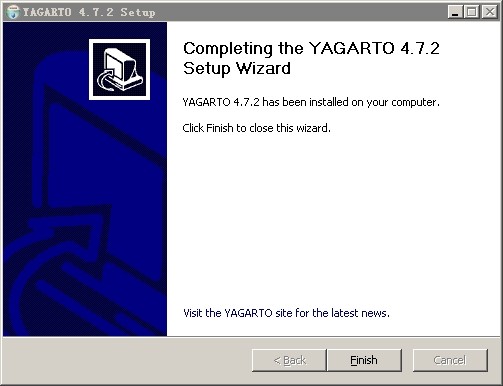 YAGARTO 4.7.2 Setup
Completing the YAGARTO 4.7.2
Setup Wizard
YAGARTO 4.7.2 has been installed on your computer.
Click Finish to close this wizard.
Visit the YAGARTO site for the latest news.
< Back
Finish
Cancel